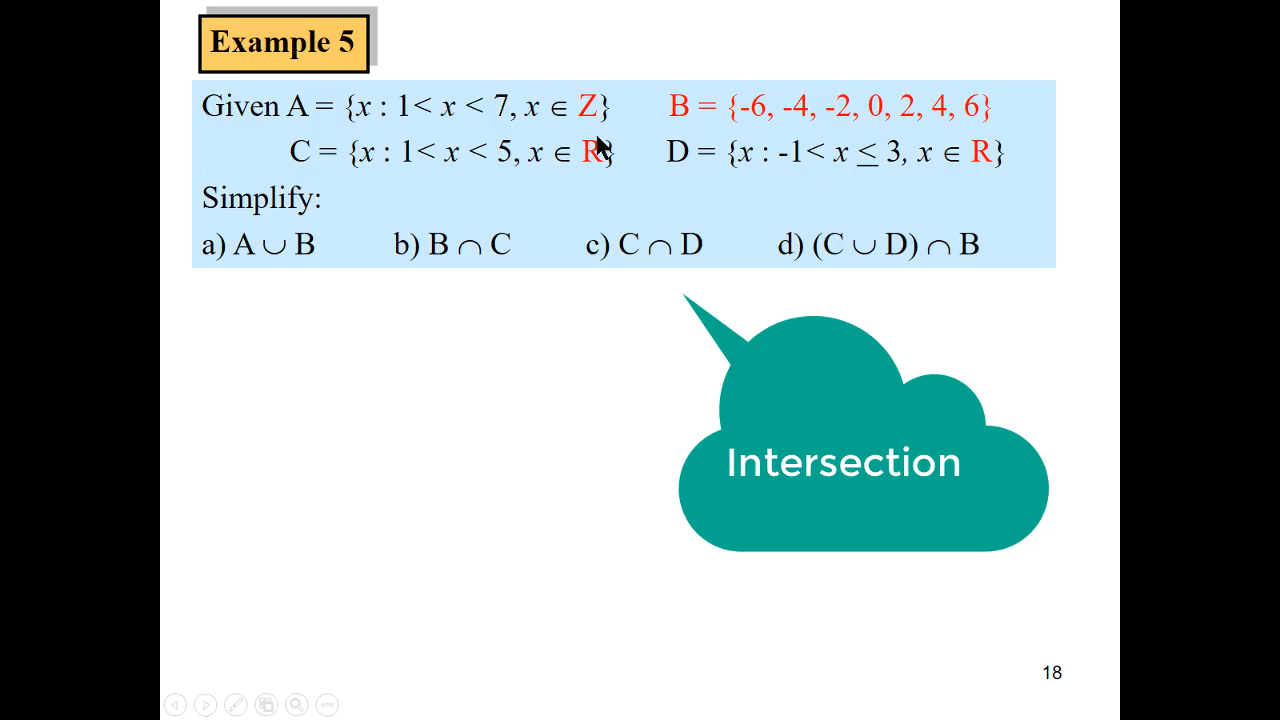 Example 5
Given A = {x : 1< x < 7, x ∈ Z} B = {-6, -4, -2, 0, 2, 4, 6}
C = {x : 1< x < 5, x ∈ R} D = {x : -1< x ≤ 3, x ∈ R}
Simplify:
a) A ∪ B b) B ∩ C c) C ∩ D d) (C ∪ D) ∩ B
Intersection
18